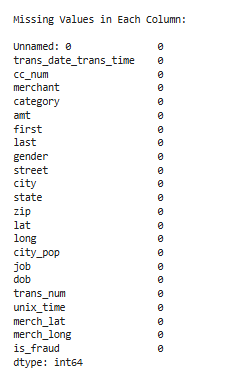 Missing Values in Each Column:
Unnamed: 0 0
trans_date_trans_time 0
cc_num 0
merchant 0
category 0
amt 0
first 0
last 0
gender 0
street 0
city 0
state 0
zip 0
lat 0
long 0
city_pop 0
job 0
dob 0
trans_num 0
unix_time 0
merch_lat 0
merch_long 0
is_fraud 0
dtype: int64